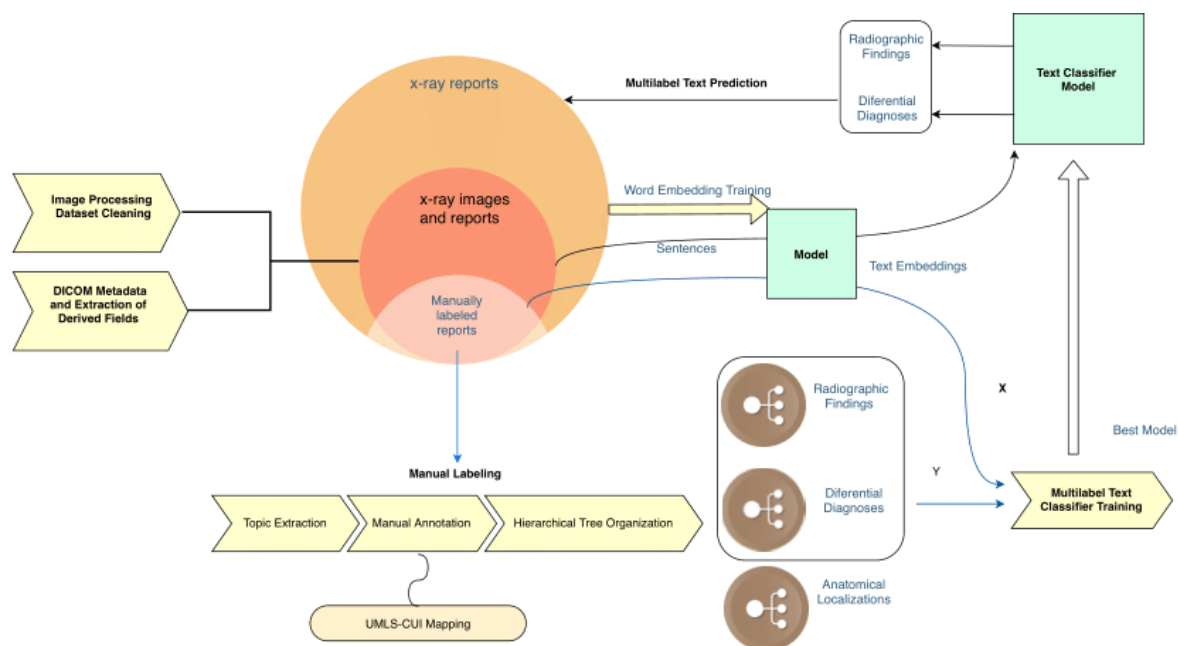 x-ray reports
Multilabel Text Prediction
Radiographic
Findings
Diferential
Diagnoses
Text Classifier
Model
Image Processing
Dataset Cleaning
x-ray images
and reports
Word Embedding Training
Sentences
Model
Text Embeddings
DICOM Metadata
and Extraction of
Derived Fields
Manually
labeled
reports
Radiographic
Findings
X
Best Model
Manual Labeling
Y
Topic Extraction
Manual Annotation
Hierarchical Tree Organization
Diferential
Diagnoses
Multilabel Text
Classifier Training
Anatomical
Localizations
UMLS-CUI Mapping